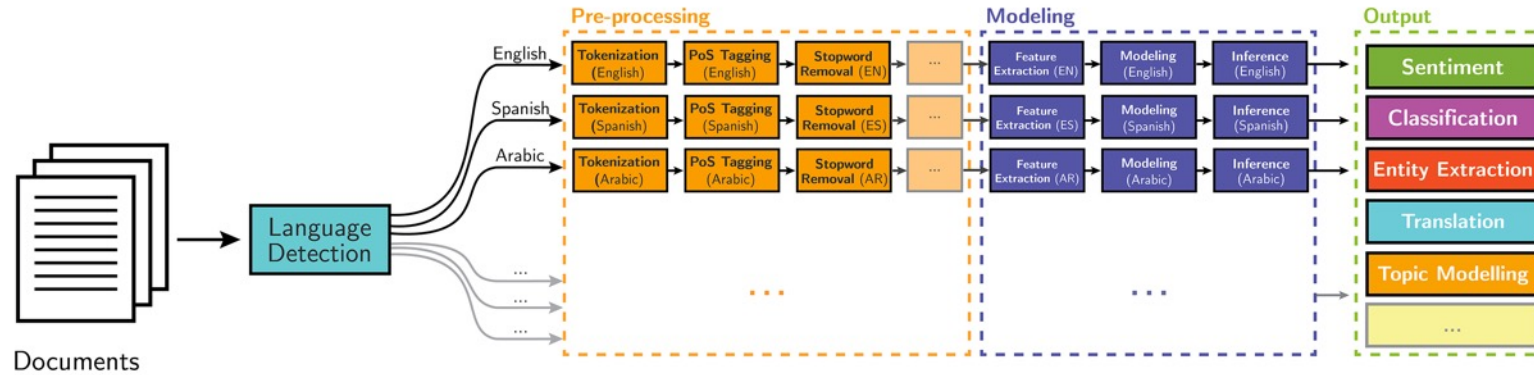 Pre-processing
Modeling
Output
English
Tokenization
(English)
PoS Tagging
(English)
Stopword
Removal (EN)
...
Feature
Extraction (EN)
Modeling
(English)
Inference
(English)
Sentiment
Spanish
Tokenization
(Spanish)
PoS Tagging
(Spanish)
Stopword
Removal (ES)
...
Feature
Extraction (ES)
Modeling
(Spanish)
Inference
(Spanish)
Classification
Arabic
Tokenization
(Arabic)
PoS Tagging
(Arabic)
Stopword
Removal (AR)
...
Feature
Extraction (AR)
Modeling
(Arabic)
Inference
(Arabic)
Entity Extraction
Language
Detection
Translation
Topic Modelling
...
...
...
...
...
...
Documents